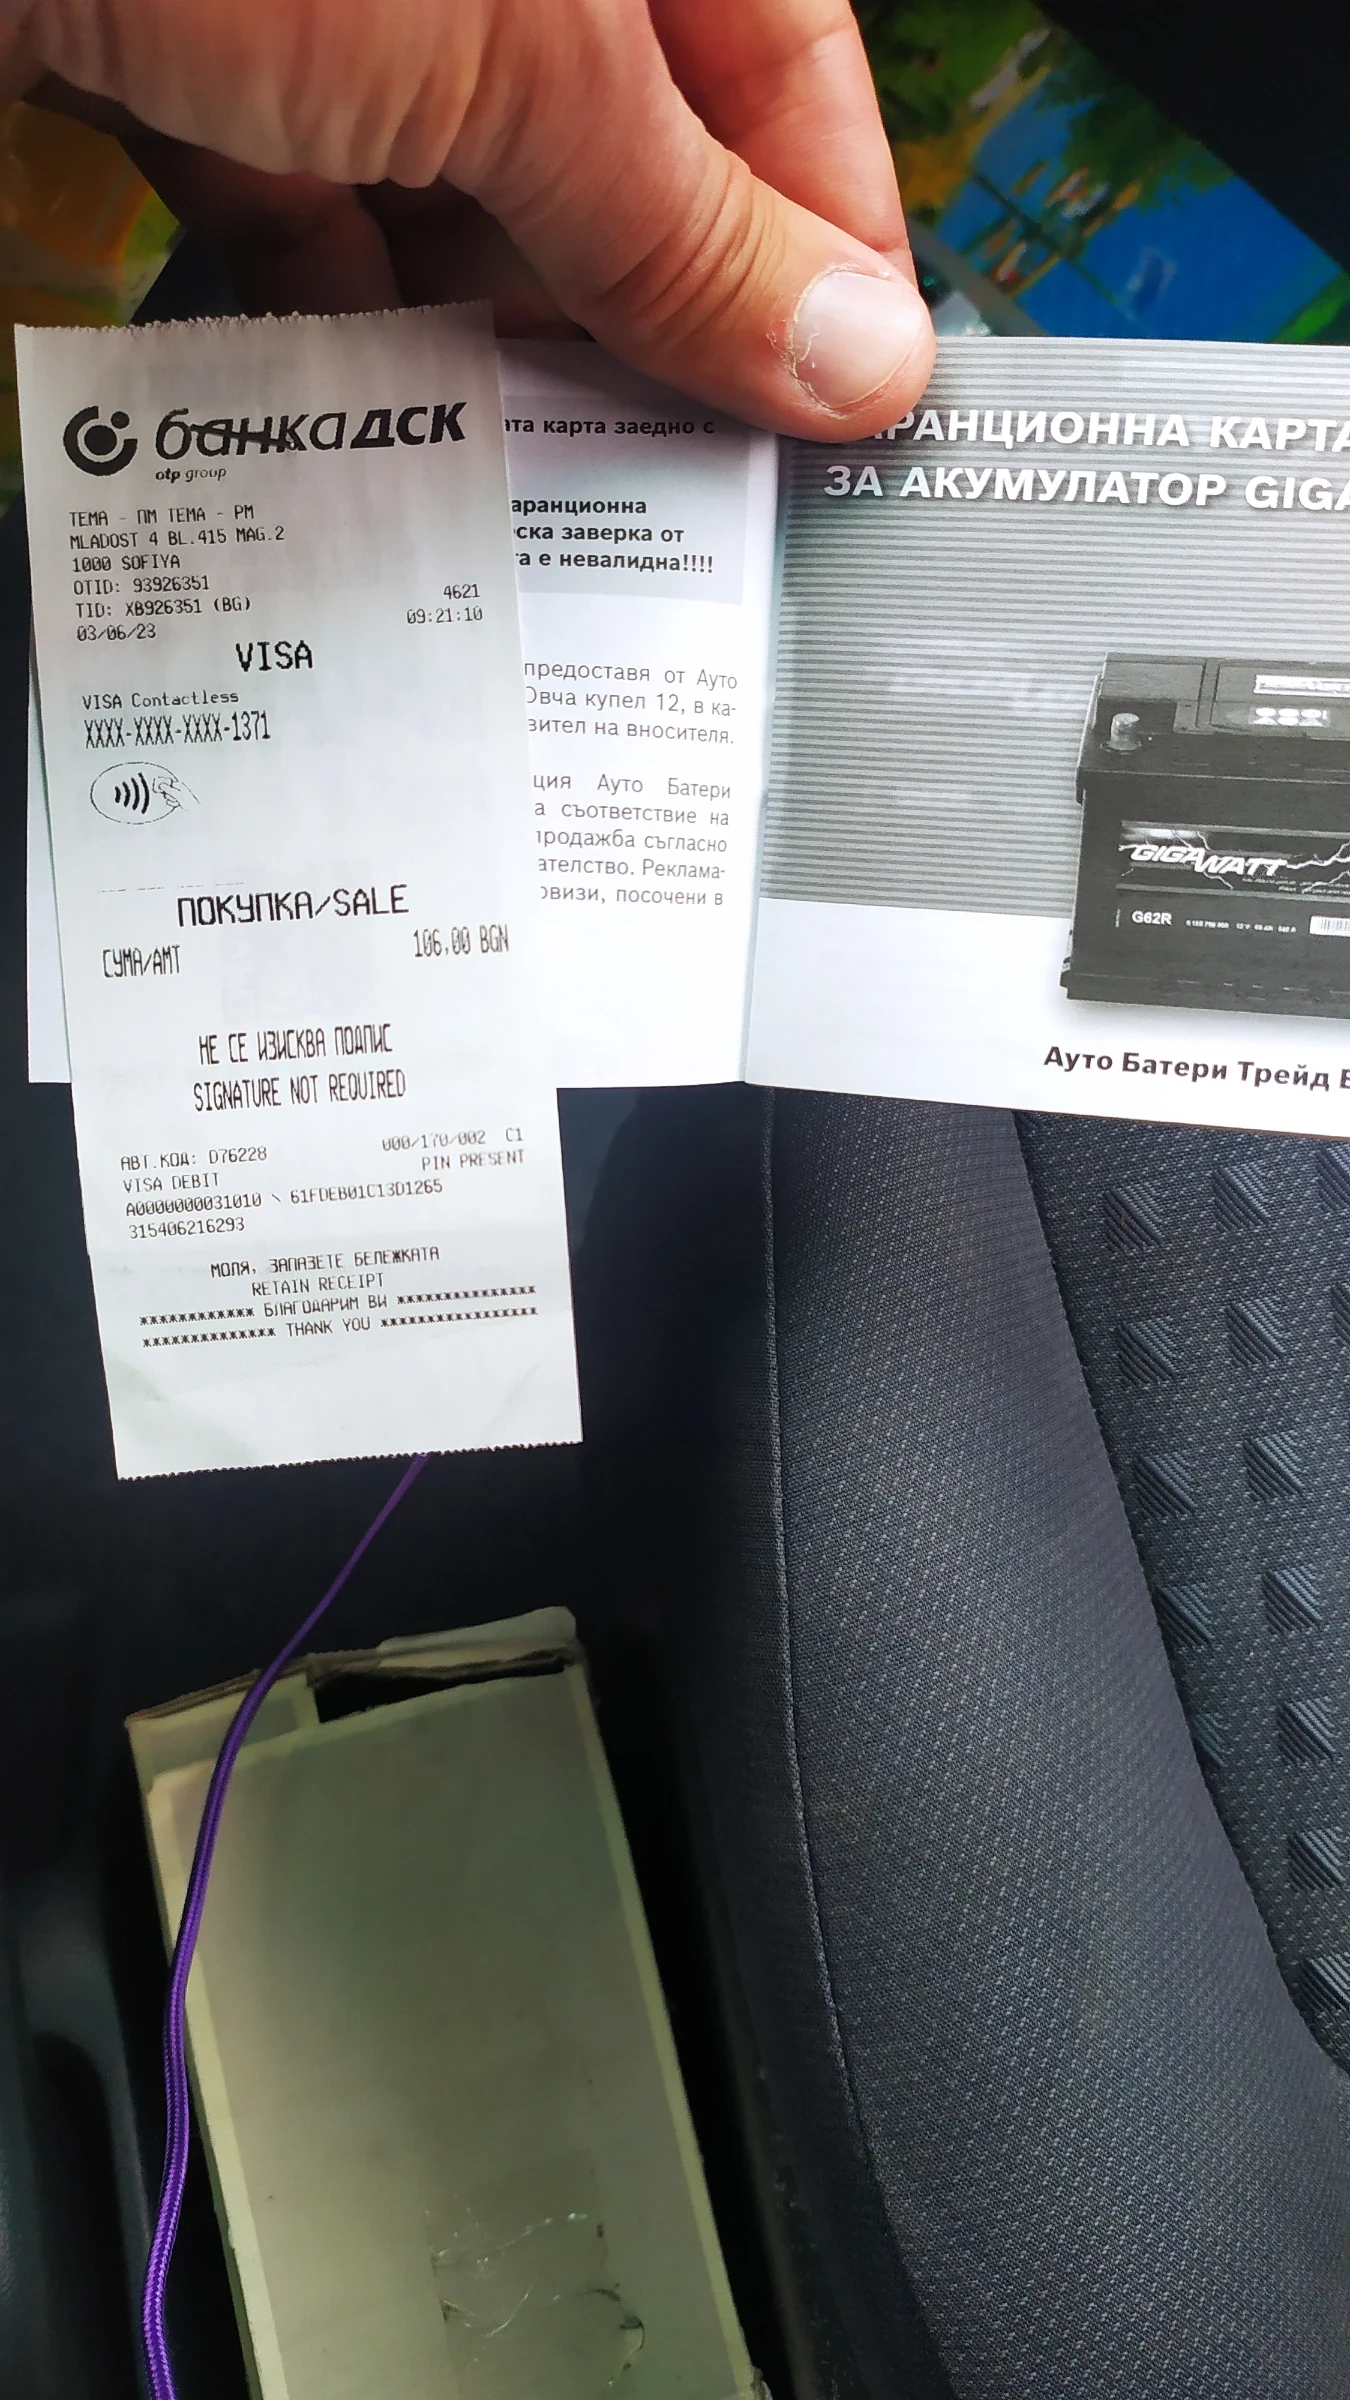 банка ДСК
otp group
ТЕМА - ПМ ТЕМА - PM
MLADOST 4 BL.415 MAG.2
1000 SOFIYA
OTID: 93926351
TID: XB926351 (BG) 4621
03/06/23 09:21:10
VISA
VISA Contactless
XXXX-XXXX-XXXX-1371
ПОКУПКА/SALE
СУМА/AMT 106,00 BGN
НЕ СЕ ИЗИСКВА ПОДПИС
SIGNATURE NOT REQUIRED
АВТ.КОД: D76228 000/170/002 C1
VISA DEBIT PIN PRESENT
A0000000031010 \ 61FDEB01C13D1265
315406216293
МОЛЯ, ЗАПАЗЕТЕ БЕЛЕЖКАТА
RETAIN RECEIPT
************ БЛАГОДАРИМ ВИ ***************
************** THANK YOU *****************
карта заедно с
аранционна
ска заверка от
а е невалидна!!!!
предоставя от Ауто
Овча купел 12, в ка-
зител на вносителя.
ция Ауто Батери
а съответствие на
продажба съгласно
ателство. Реклама-
овизи, посочени в
АРАНЦИОННА КАРТА
ЗА АКУМУЛАТОР GIGA
GIGAWATT
G62R
Ауто Батери Трейд